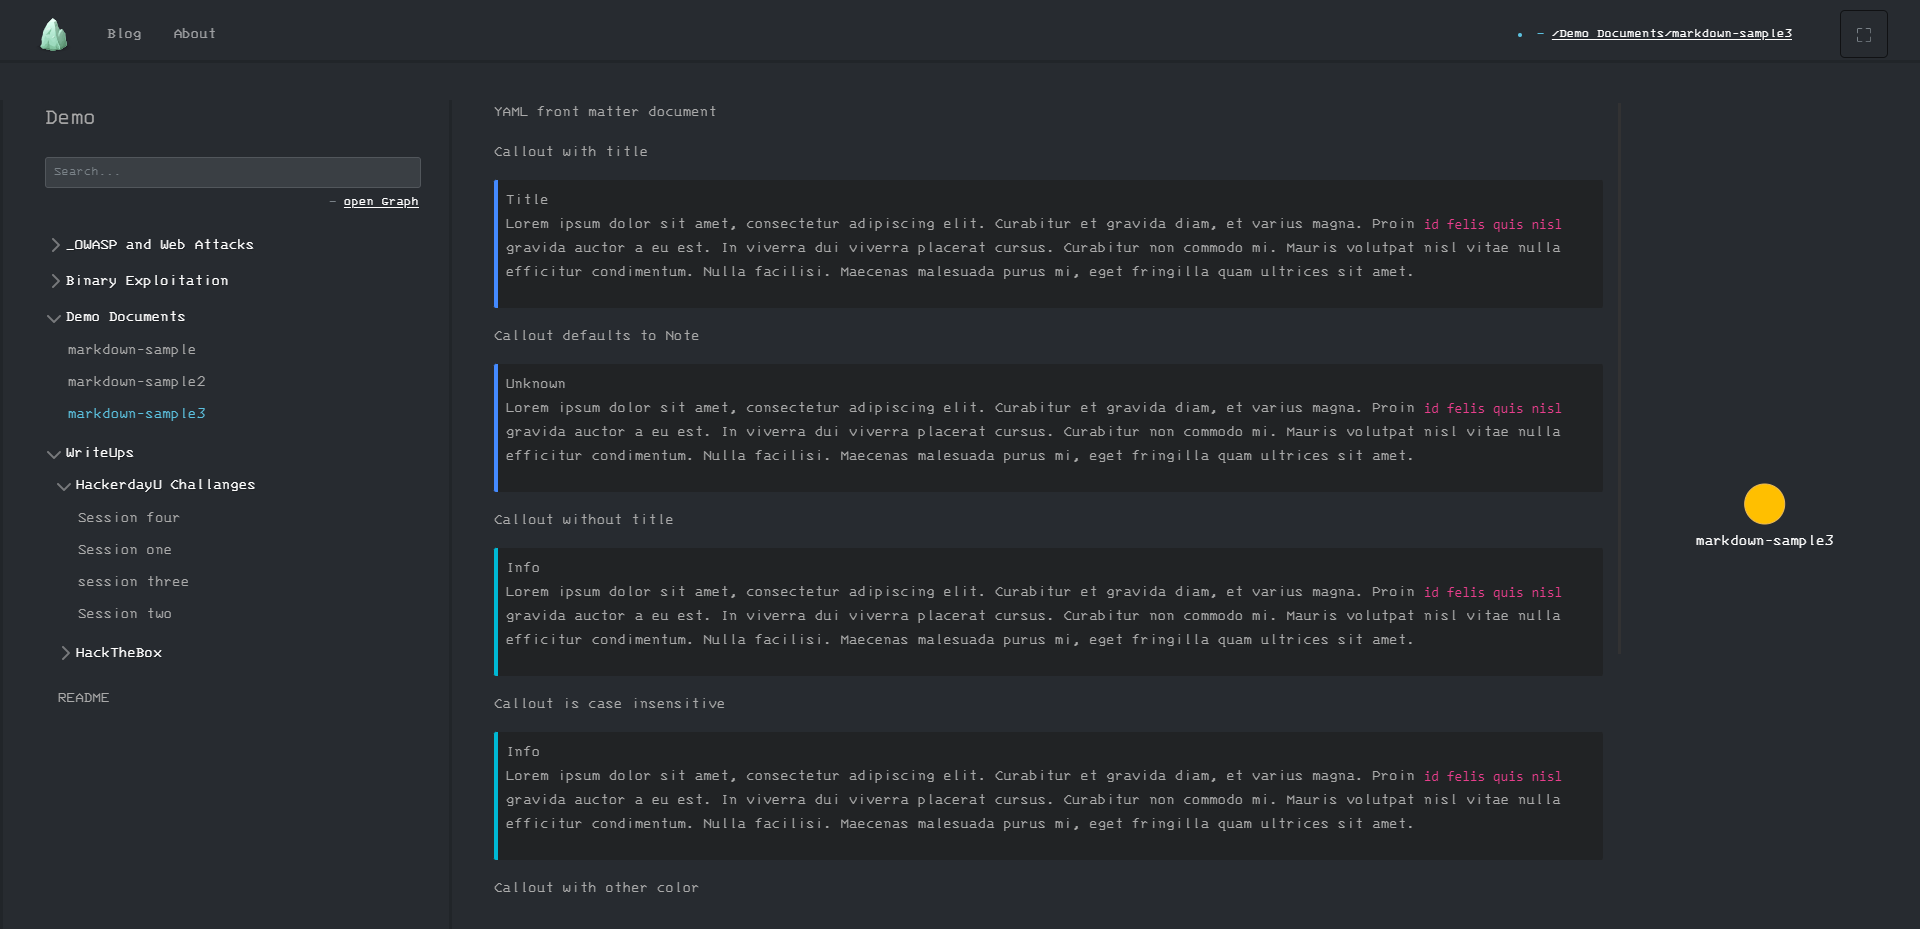 Blog
About
– /Demo Documents/markdown-sample3
Demo
Search...
– open Graph
_OWASP and Web Attacks
Binary Exploitation
Demo Documents
markdown-sample
markdown-sample2
markdown-sample3
WriteUps
HackerdayU Challanges
Session four
Session one
session three
Session two
HackTheBox
README
YAML front matter document
Callout with title
Title
Lorem ipsum dolor sit amet, consectetur adipiscing elit. Curabitur et gravida diam, et varius magna. Proin id felis quis nisl
gravida auctor a eu est. In viverra dui viverra placerat cursus. Curabitur non commodo mi. Mauris volutpat nisl vitae nulla
efficitur condimentum. Nulla facilisi. Maecenas malesuada purus mi, eget fringilla quam ultrices sit amet.
Callout defaults to Note
Unknown
Lorem ipsum dolor sit amet, consectetur adipiscing elit. Curabitur et gravida diam, et varius magna. Proin id felis quis nisl
gravida auctor a eu est. In viverra dui viverra placerat cursus. Curabitur non commodo mi. Mauris volutpat nisl vitae nulla
efficitur condimentum. Nulla facilisi. Maecenas malesuada purus mi, eget fringilla quam ultrices sit amet.
Callout without title
Info
Lorem ipsum dolor sit amet, consectetur adipiscing elit. Curabitur et gravida diam, et varius magna. Proin id felis quis nisl
gravida auctor a eu est. In viverra dui viverra placerat cursus. Curabitur non commodo mi. Mauris volutpat nisl vitae nulla
efficitur condimentum. Nulla facilisi. Maecenas malesuada purus mi, eget fringilla quam ultrices sit amet.
Callout is case insensitive
Info
Lorem ipsum dolor sit amet, consectetur adipiscing elit. Curabitur et gravida diam, et varius magna. Proin id felis quis nisl
gravida auctor a eu est. In viverra dui viverra placerat cursus. Curabitur non commodo mi. Mauris volutpat nisl vitae nulla
efficitur condimentum. Nulla facilisi. Maecenas malesuada purus mi, eget fringilla quam ultrices sit amet.
Callout with other color
markdown-sample3